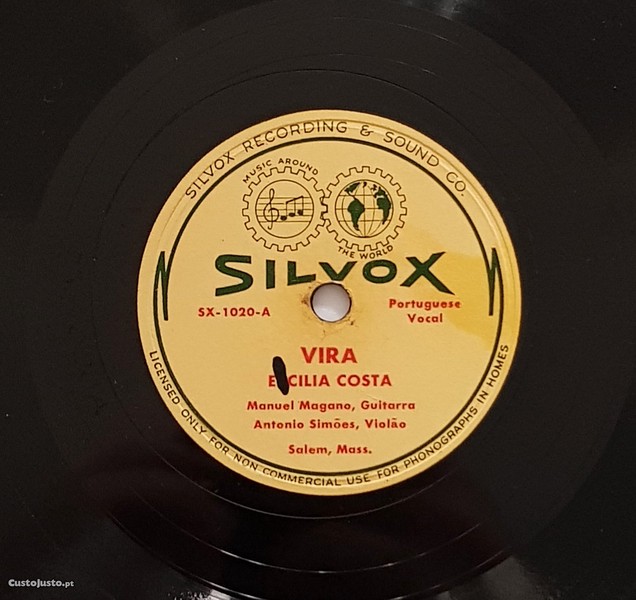 SILVOX RECORDING & SOUND CO.
MUSIC AROUND
THE WORLD
SILVOX
SX-1020-A
Portuguese
Vocal
VIRA
COSTA
Manuel Magano, Guitarra
Antonio Simões, Violão
Salem, Mass.
LICENSED ONLY FOR NON COMMERCIAL USE FOR PHONOGRAPHS IN HOMES
CustoJusto.pt